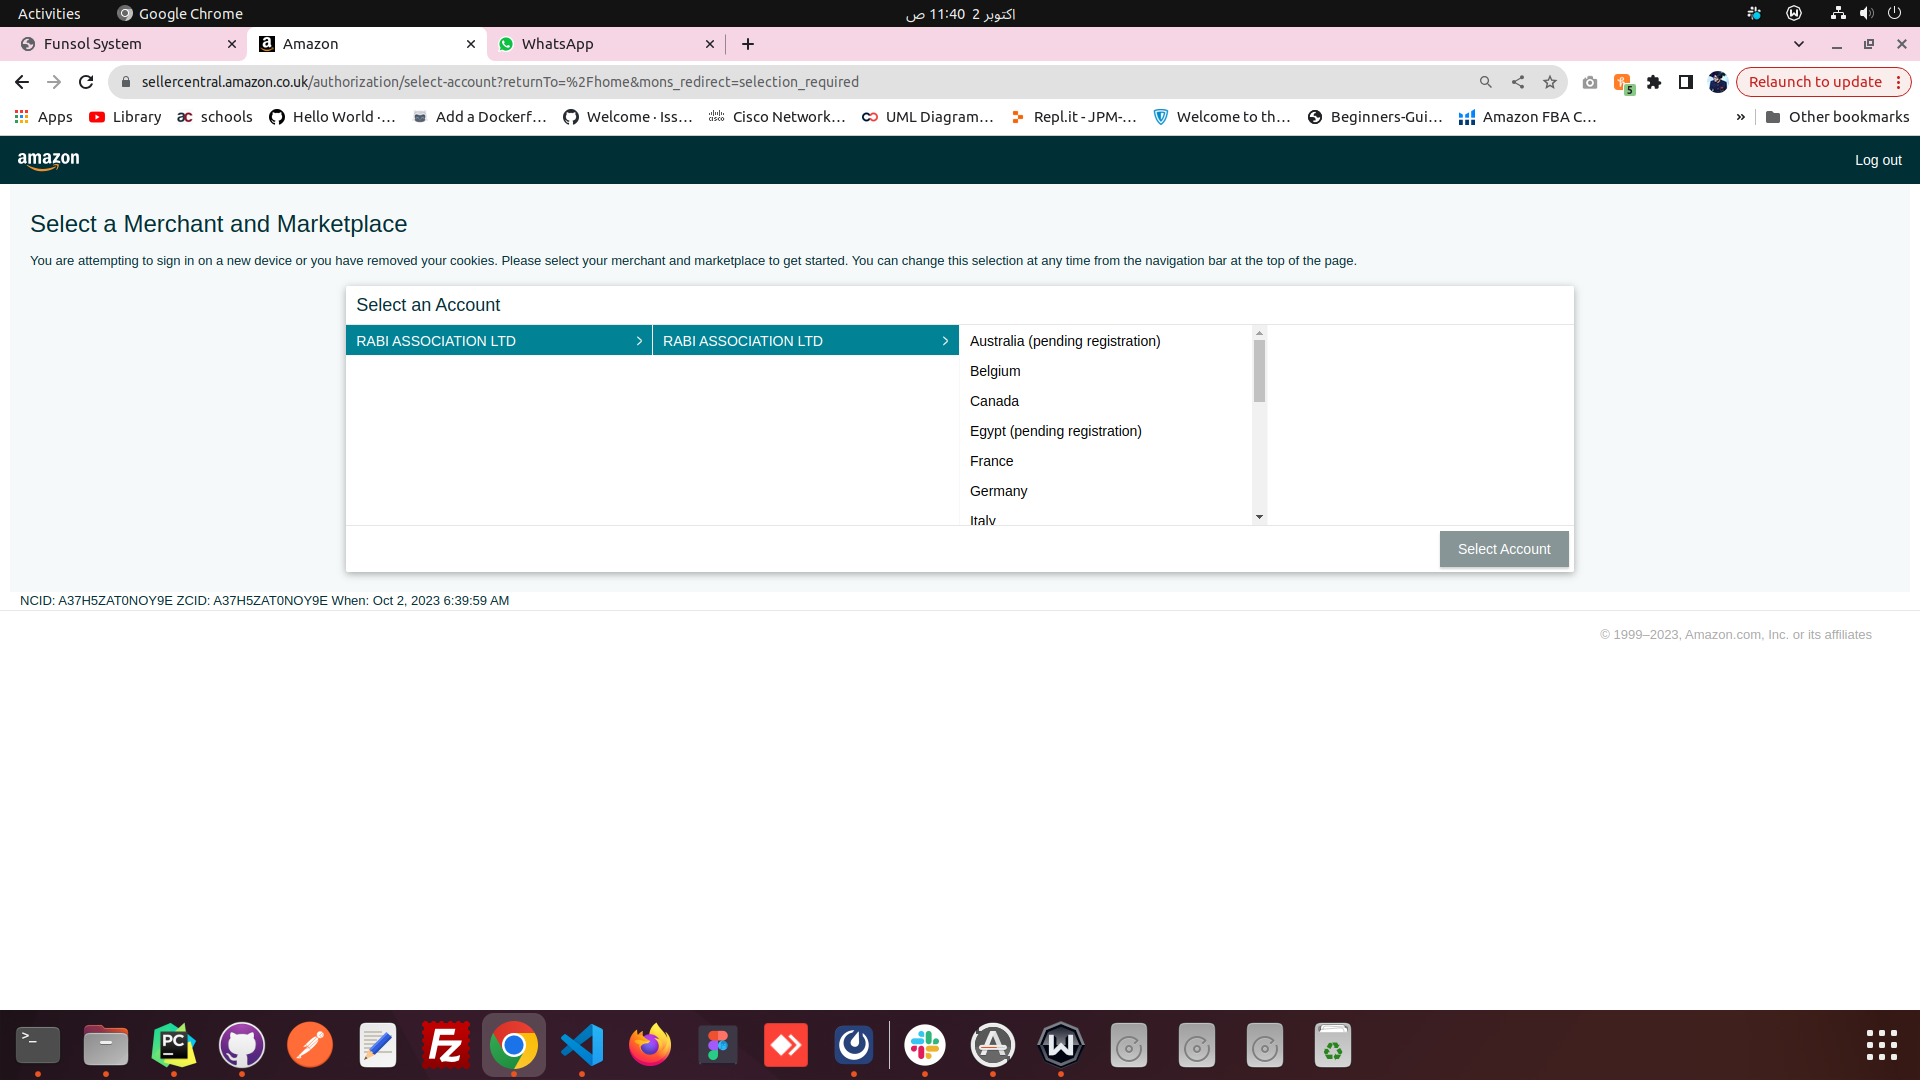 Activities
Google Chrome
اکتوبر 2  11:40 ص
Funsol System
Amazon
WhatsApp
sellercentral.amazon.co.uk/authorization/select-account?returnTo=%2Fhome&mons_redirect=selection_required
5
Relaunch to update
Apps
Library
schools
Hello World ·…
Add a Dockerf…
Welcome · Iss…
Cisco Network…
UML Diagram…
Repl.it - JPM-…
Welcome to th…
Beginners-Gui…
Amazon FBA C…
»
Other bookmarks
amazon
Log out
Select a Merchant and Marketplace
You are attempting to sign in on a new device or you have removed your cookies. Please select your merchant and marketplace to get started. You can change this selection at any time from the navigation bar at the top of the page.
Select an Account
RABI ASSOCIATION LTD
RABI ASSOCIATION LTD
Australia (pending registration)
Belgium
Canada
Egypt (pending registration)
France
Germany
Italy
Select Account
NCID: A37H5ZAT0NOY9E ZCID: A37H5ZAT0NOY9E When: Oct 2, 2023 6:39:59 AM
© 1999–2023, Amazon.com, Inc. or its affiliates